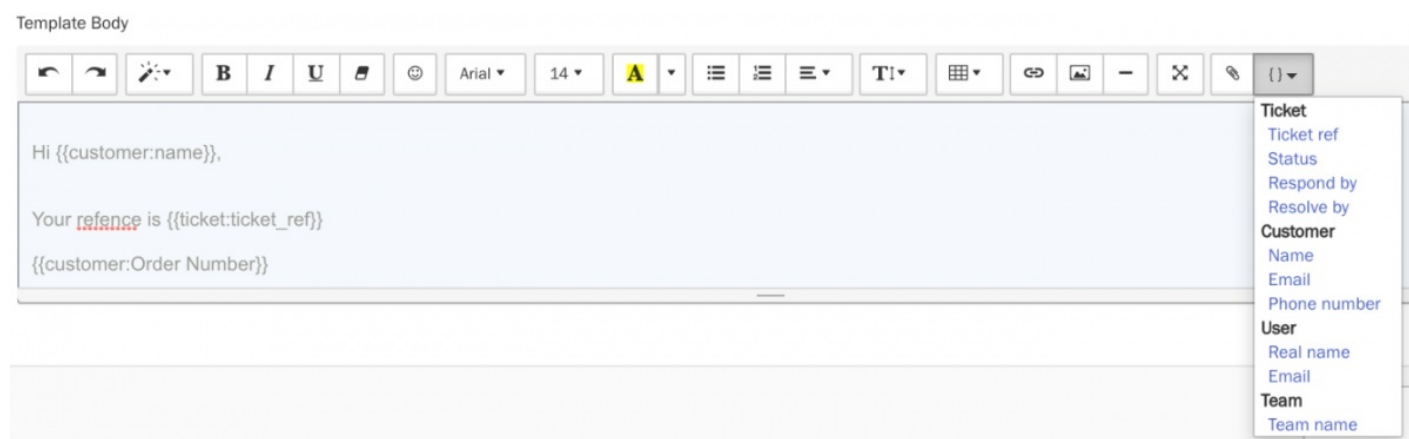 Template Body
B I U Arial 14 A T { }
Hi {{customer:name}},
Your refence is {{ticket:ticket_ref}}
{{customer:Order Number}}
Ticket
Ticket ref
Status
Respond by
Resolve by
Customer
Name
Email
Phone number
User
Real name
Email
Team
Team name